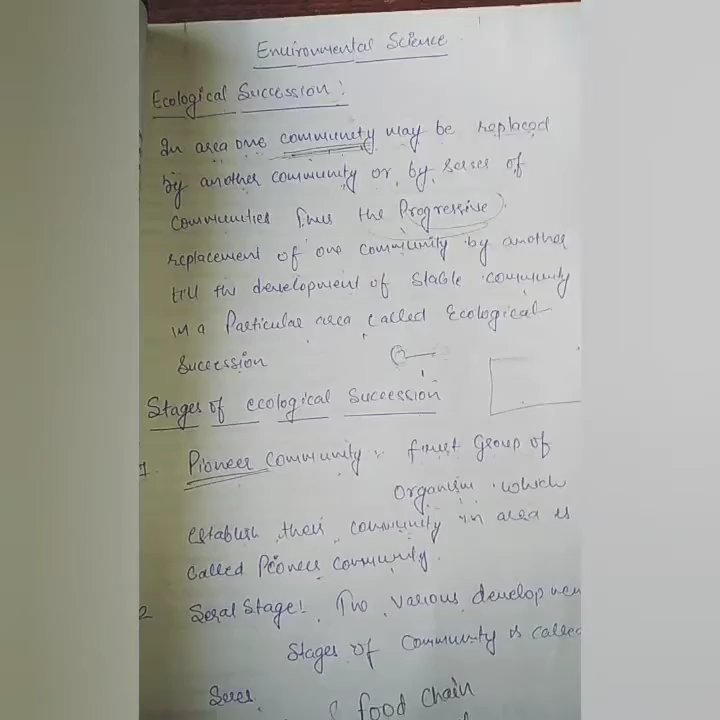 Environmental Science
Ecological Succession :
In area one community may be replaced
by another community or by series of
communities thus the Progressive
replacement of one community by another
till the development of stable community
in a Particular area called Ecological
Succession
Stages of ecological Succession
1. Pioneer community : first Group of
Organism which
establish their community in area is
called Pioneer community.
2 Seral Stage! The various developmen
Stages of Community is called
Seres.
food chain